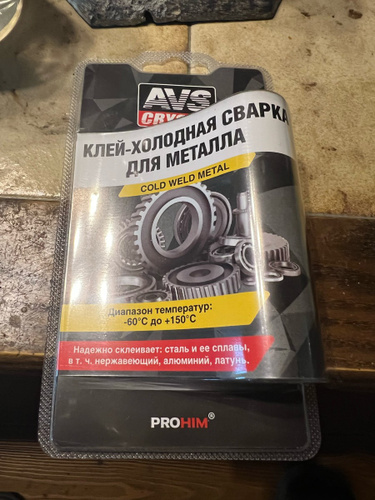 AVS
CRYS
КЛЕЙ-ХОЛОДНАЯ СВАРКА
ДЛЯ МЕТАЛЛА
COLD WELD METAL
Диапазон температур:
-60°C до +150°C
Надежно склеивает: сталь и ее сплавы,
в т. ч. нержавеющий, алюминий, латунь.
PROHIM®